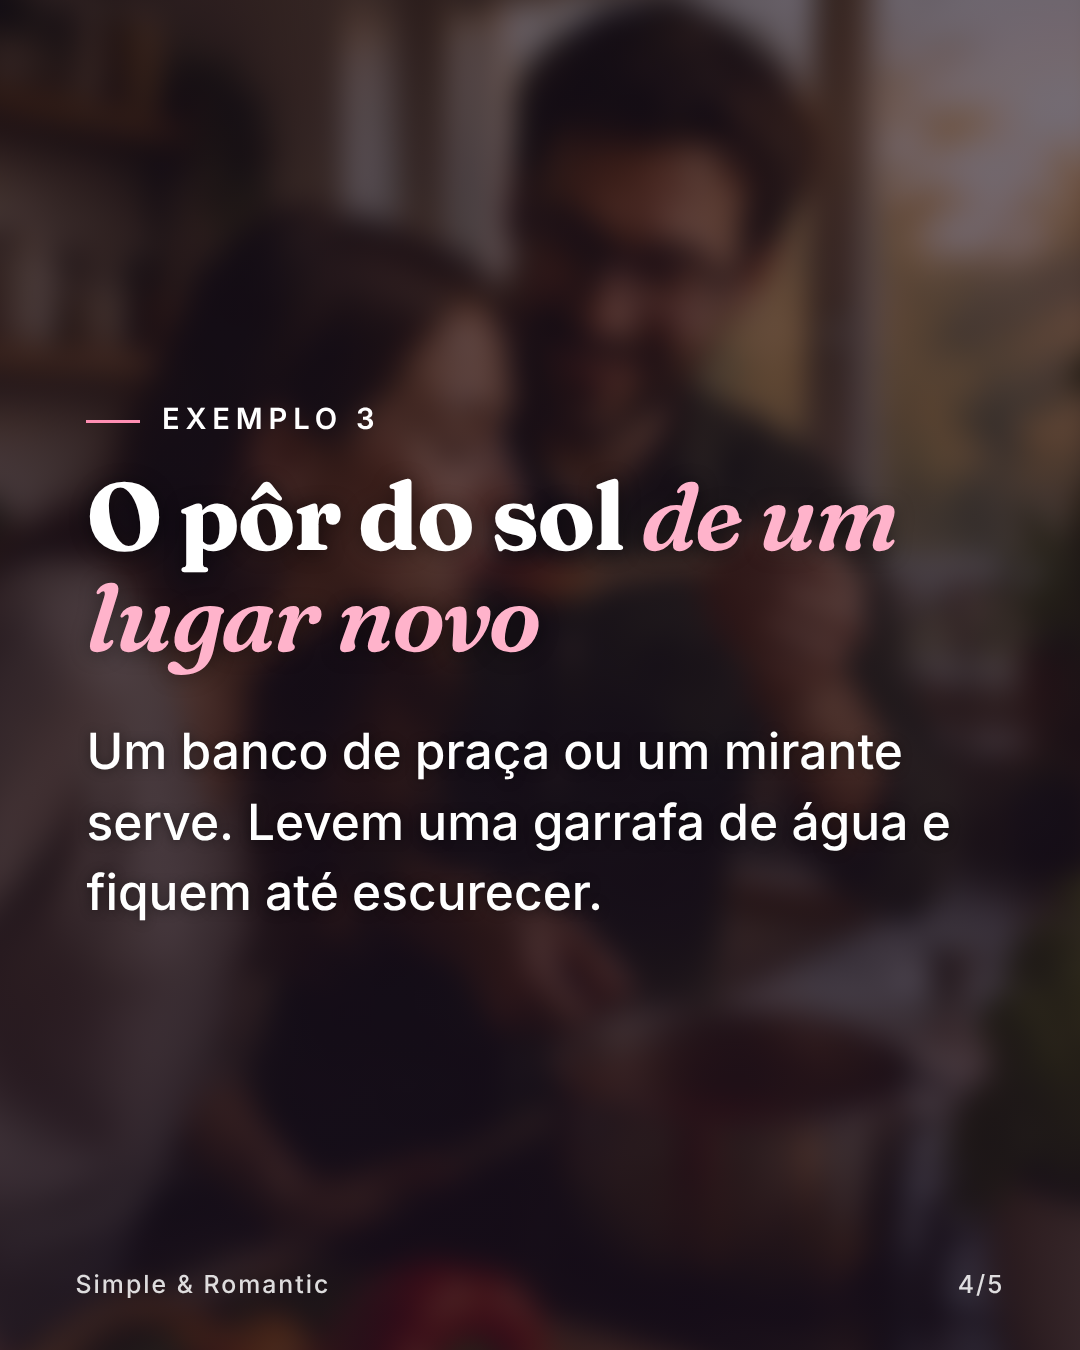 EXEMPLO 3
O pôr do sol de um
lugar novo
Um banco de praça ou um mirante
serve. Levem uma garrafa de água e
fiquem até escurecer.
Simple & Romantic
4/5